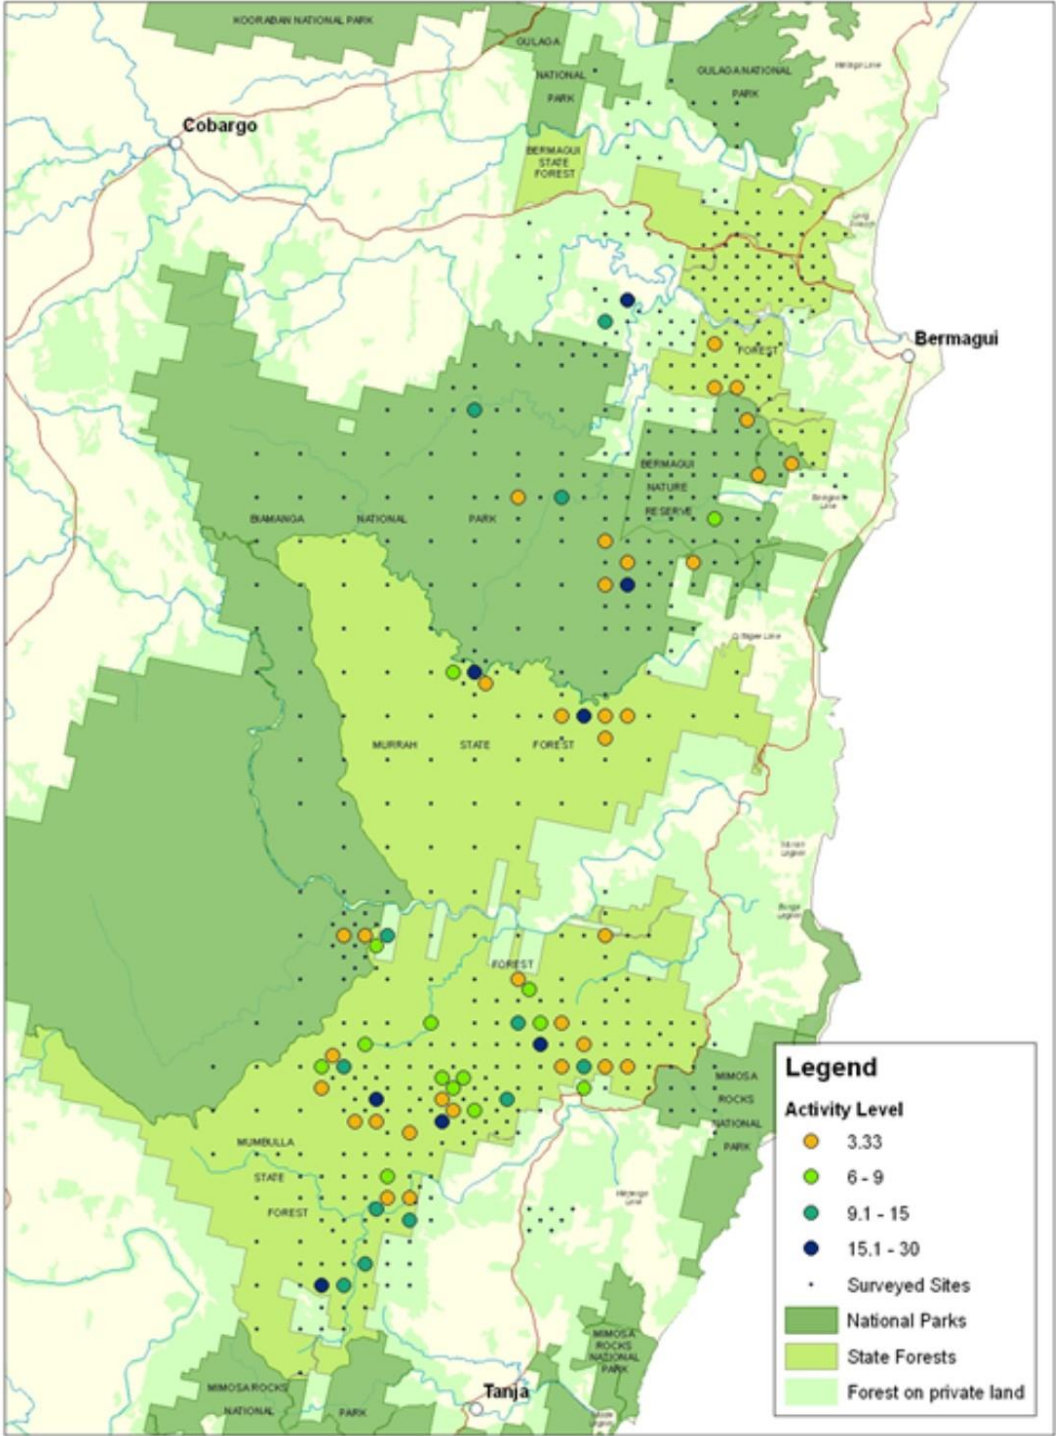 KOORABAN NATIONAL PARK
GULAGA
NATIONAL
PARK
GULAGA NATIONAL
PARK
Cobargo
BERMAGUI
STATE
FOREST
Bermagui
FOREST
BERMAGUI
NATURE
RESERVE
BIAMANGA NATIONAL PARK
MURRAH STATE FOREST
FOREST
MIMOSA
ROCKS
NATIONAL
PARK
MUMBULLA
STATE
FOREST
MIMOSA
ROCKS
NATIONAL
PARK
MIMOSA ROCKS
NATIONAL PARK
Tanja
Legend
Activity Level
3.33
6 - 9
9.1 - 15
15.1 - 30
Surveyed Sites
National Parks
State Forests
Forest on private land